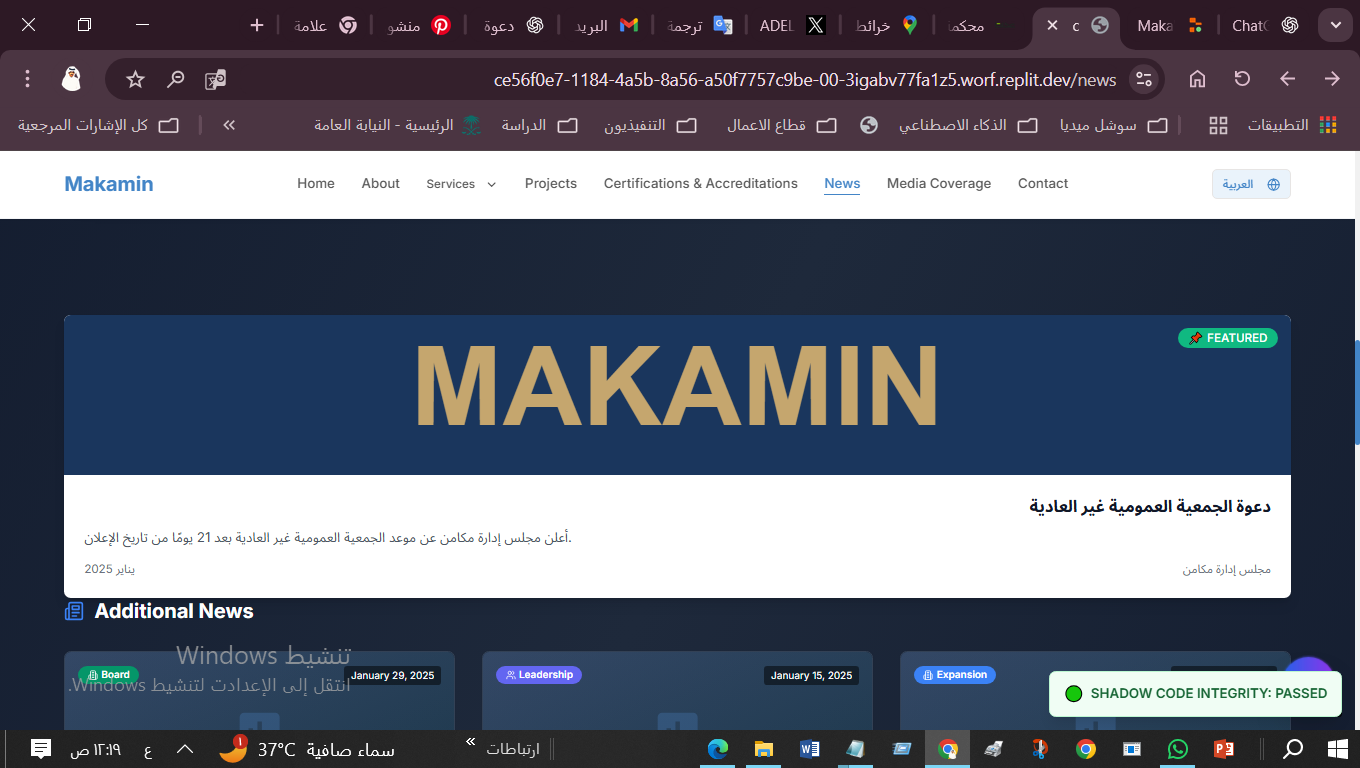 علامة
منشو
دعوة
البريد
ترجمة
ADEL
خرائط
محكما
c
Maka
ChatG
ce56f0e7-1184-4a5b-8a56-a50f7757c9be-00-3igabv77fa1z5.worf.replit.dev/news
التطبيقات
سوشل ميديا
الذكاء الاصطناعي
قطاع الاعمال
التنفيذيون
الدراسة
الرئيسية - النيابة العامة
»
كل الإشارات المرجعية
Makamin
Home
About
Services
Projects
Certifications & Accreditations
News
Media Coverage
Contact
العربية
MAKAMIN
FEATURED
دعوة الجمعية العمومية غير العادية
أعلن مجلس إدارة مكامن عن موعد الجمعية العمومية غير العادية بعد 21 يومًا من تاريخ الإعلان.
مجلس إدارة مكامن
يناير 2025
Additional News
Board
January 29, 2025
Leadership
January 15, 2025
Expansion
تنشيط Windows
انتقل إلى الإعدادت لتنشيط Windows.
SHADOW CODE INTEGRITY: PASSED
ارتباطات
»
سماء صافية 37°C
١
ع
١٢:١٩ ص